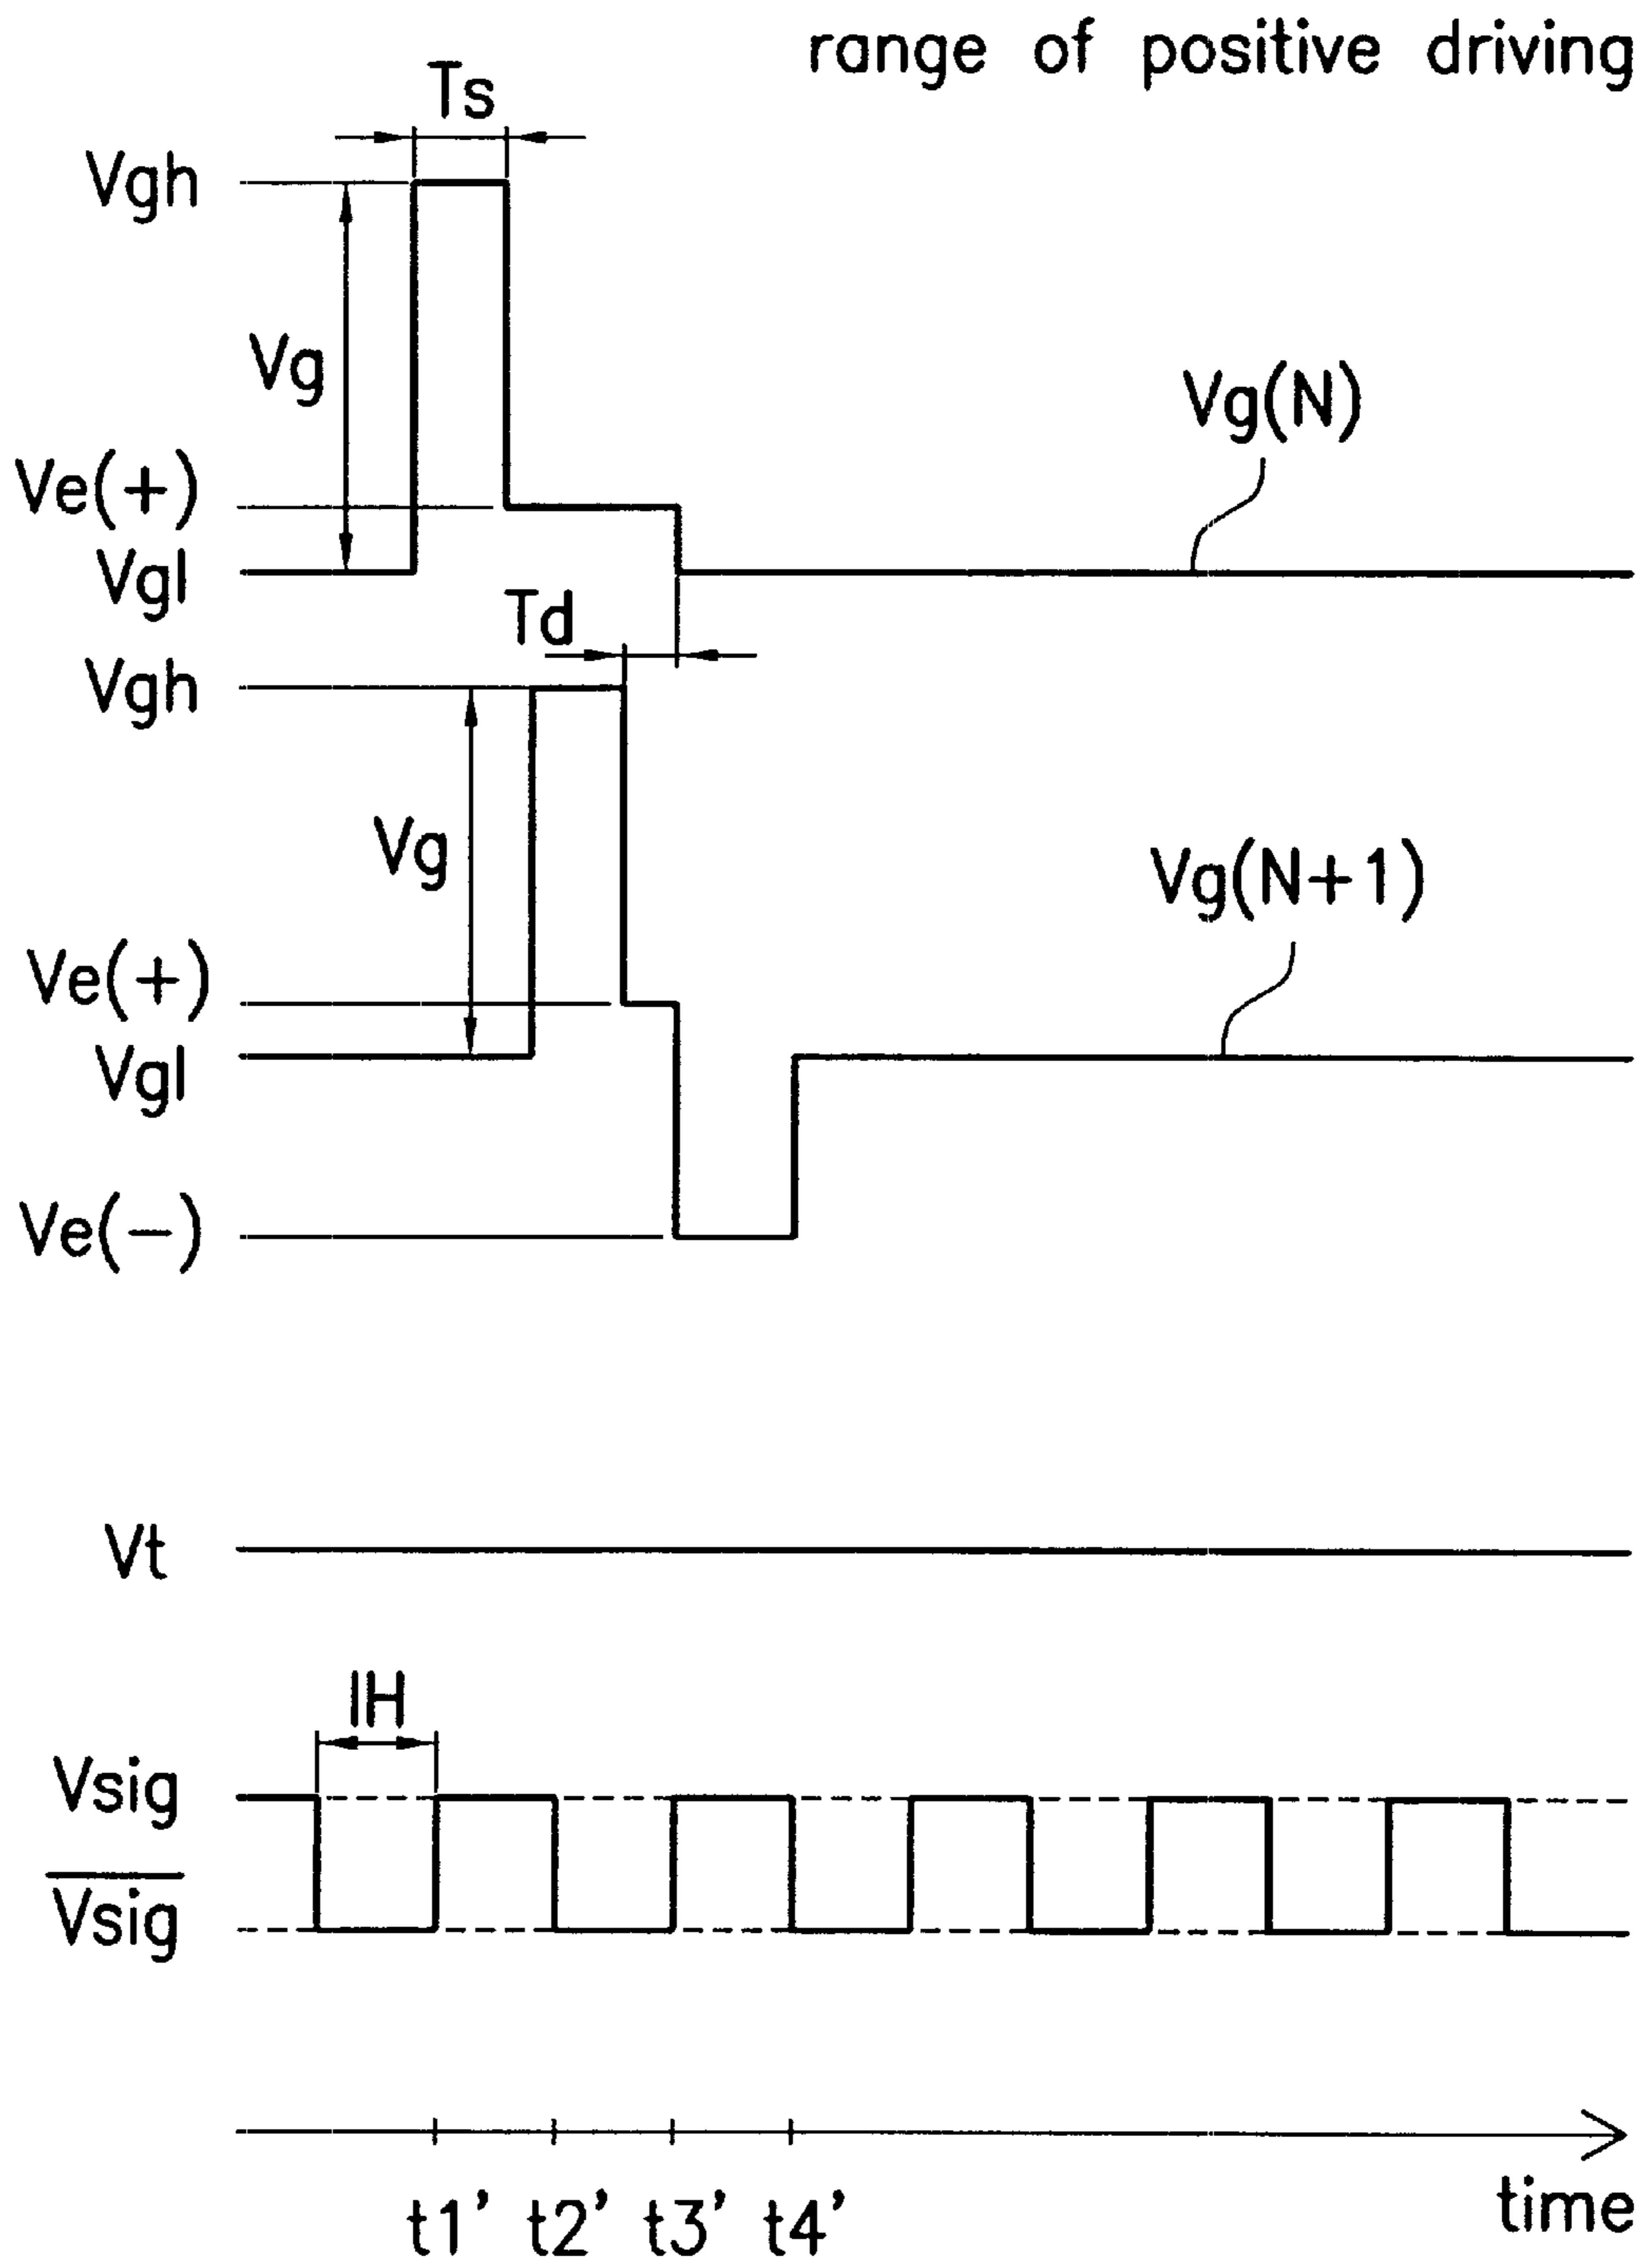 range of positive driving
Ts
Vgh
Vg
Vg(N)
Ve(+)
Vgl
Td
Vgh
Vg
Vg(N+1)
Ve(+)
Vgl
Ve(−)
Vt
IH
Vsig
V̅s̅i̅g̅
t1' t2' t3' t4'
time